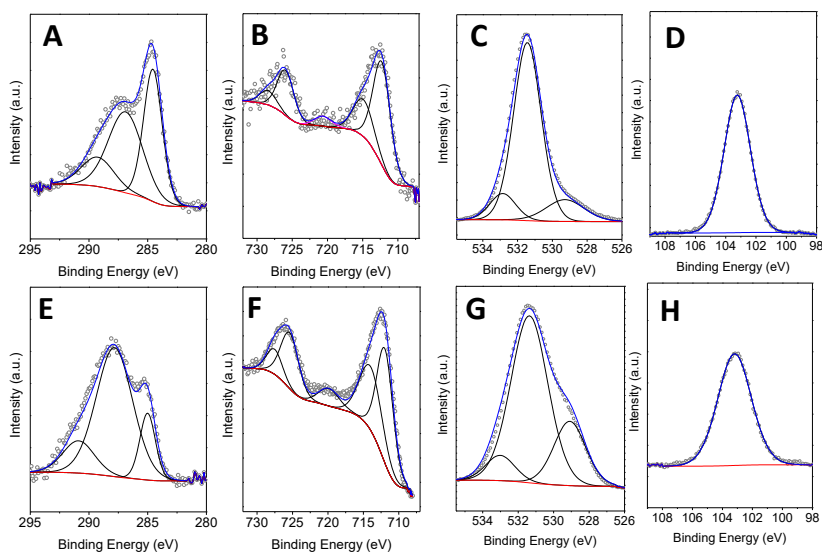 A
B
C
D
Intensity (a.u.)
Intensity (a.u.)
Intensity (a.u.)
Intensity (a.u.)
295 290 285 280
730 725 720 715 710
534 532 530 528 526
108 106 104 102 100 98
Binding Energy (eV)
Binding Energy (eV)
Binding Energy (eV)
Binding Energy (eV)
E
F
G
H
Intensity (a.u.)
Intensity (a.u.)
Intensity (a.u.)
Intensity (a.u.)
295 290 285 280
730 725 720 715 710
534 532 530 528 526
108 106 104 102 100 98
Binding Energy (eV)
Binding Energy (eV)
Binding Energy (eV)
Binding Energy (eV)